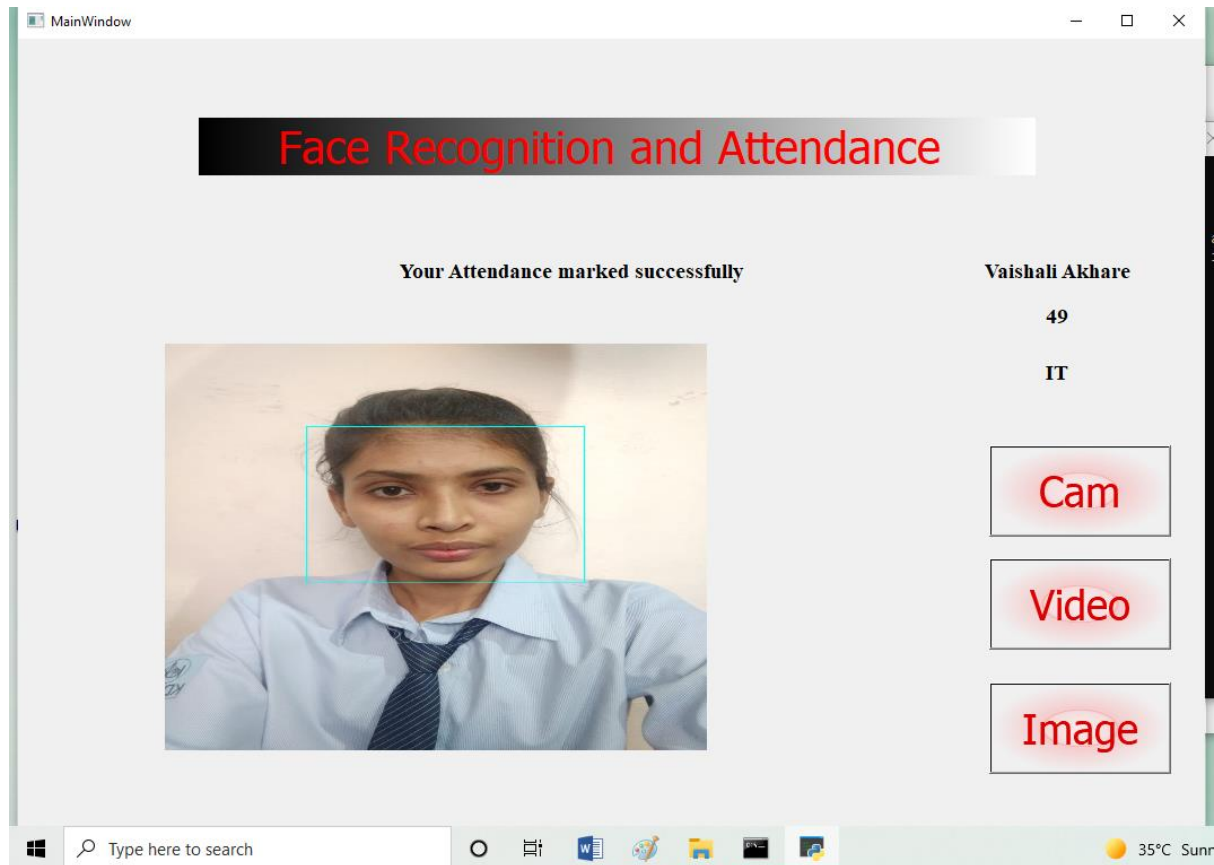 MainWindow
Face Recognition and Attendance
Your Attendance marked successfully
Vaishali Akhare
49
IT
Cam
Video
Image
Type here to search
35°C Sunn